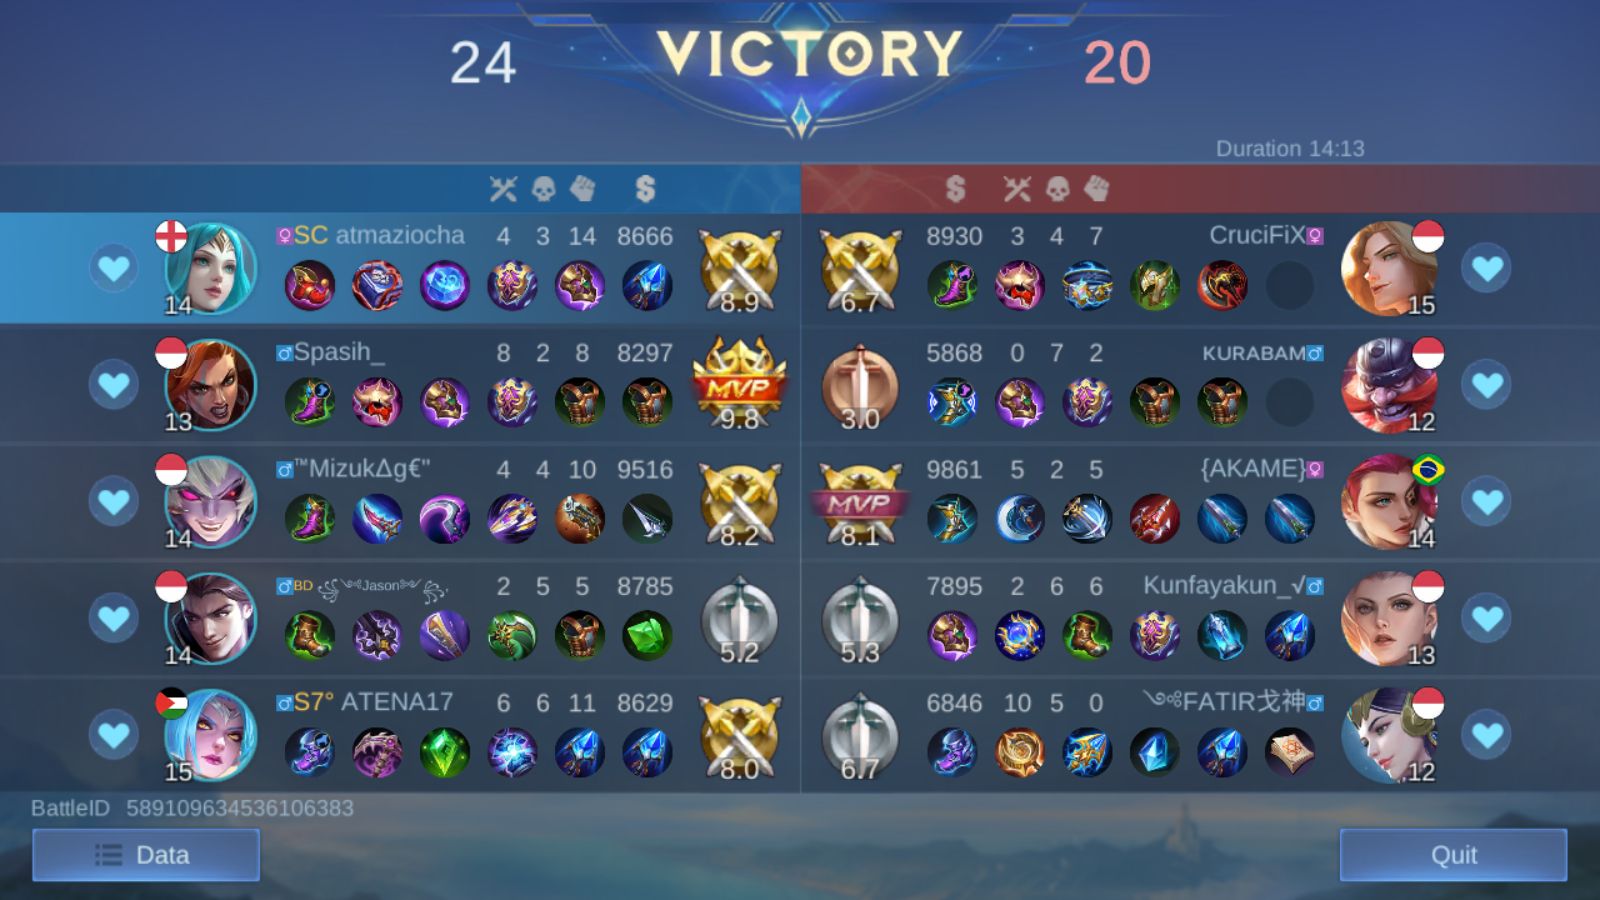 24 VICTORY 20
Duration 14:13
SC atmaziocha 4 3 14 8666 8.9 14
6.7 8930 3 4 7 CruciFiX 15
Spasih_ 8 2 8 8297 MVP 9.8 13
3.0 5868 0 7 2 KURABAM 12
™MizukΔg€" 4 4 10 9516 8.2 14
MVP 8.1 9861 5 2 5 {AKAME} 14
BD ꧁༺Jason༻꧂ 2 5 5 8785 5.2 14
5.3 7895 2 6 6 Kunfayakun_√ 13
S7° ATENA17 6 6 11 8629 8.0 15
6.7 6846 10 5 0 ༺FATIR戈神 12
BattleID 589109634536106383
Data
Quit